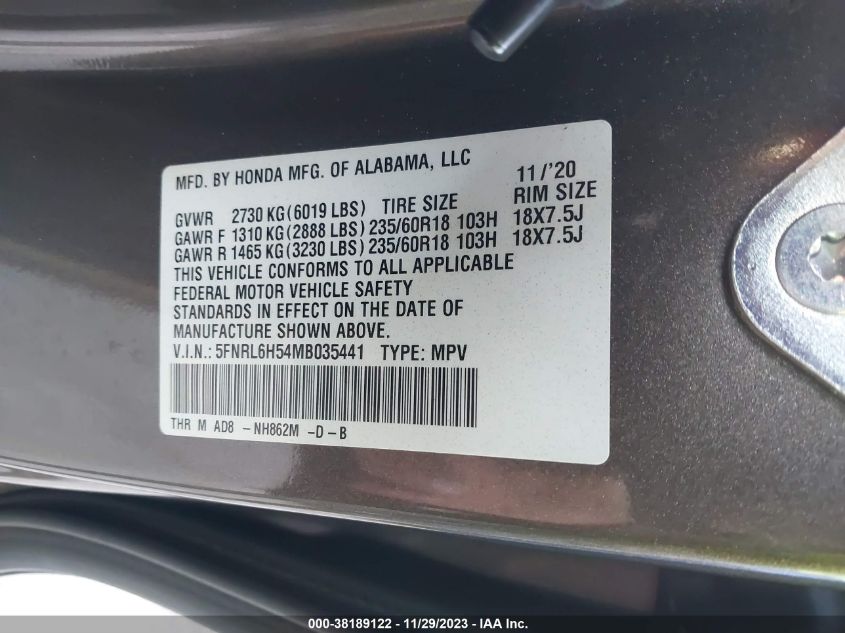 MFD. BY HONDA MFG. OF ALABAMA, LLC 11/'20
GVWR 2730 KG(6019 LBS) TIRE SIZE RIM SIZE
GAWR F 1310 KG(2888 LBS) 235/60R18 103H 18X7.5J
GAWR R 1465 KG(3230 LBS) 235/60R18 103H 18X7.5J
THIS VEHICLE CONFORMS TO ALL APPLICABLE
FEDERAL MOTOR VEHICLE SAFETY
STANDARDS IN EFFECT ON THE DATE OF
MANUFACTURE SHOWN ABOVE.
V.I.N.: 5FNRL6H54MB035441 TYPE: MPV
THR M AD8 - NH862M -D-B
000-38189122 - 11/29/2023 - IAA Inc.